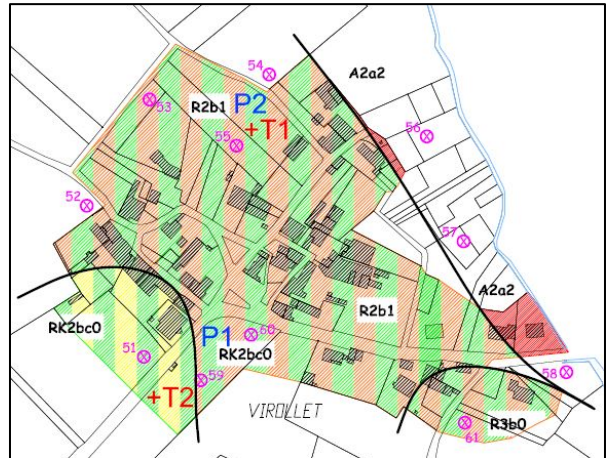 54
A2a2
53
R2b1
P2
+T1
55
56
52
57
A2a2
R2b1
RK2bc0
P1
60
RK2bc0
51
58
59
+T2
VIROLLET
R3b0
61